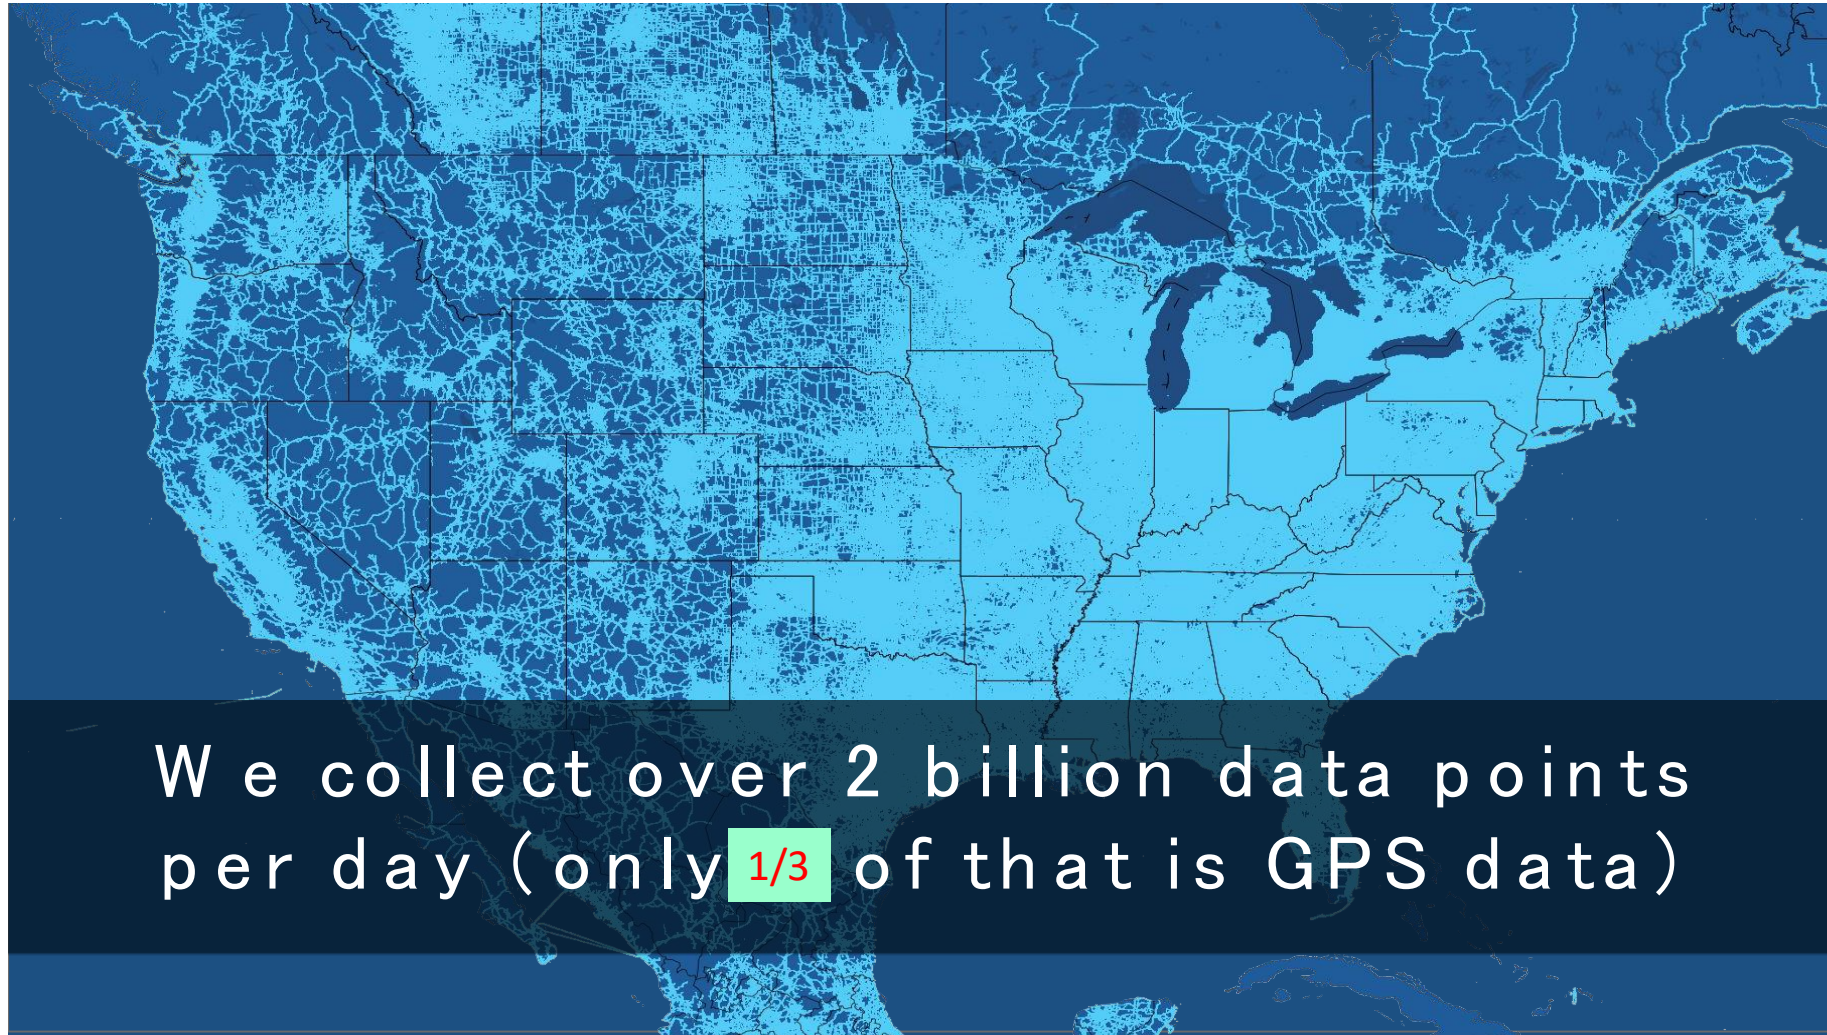 We collect over 2 billion data points
per day (only 1/3 of that is GPS data)